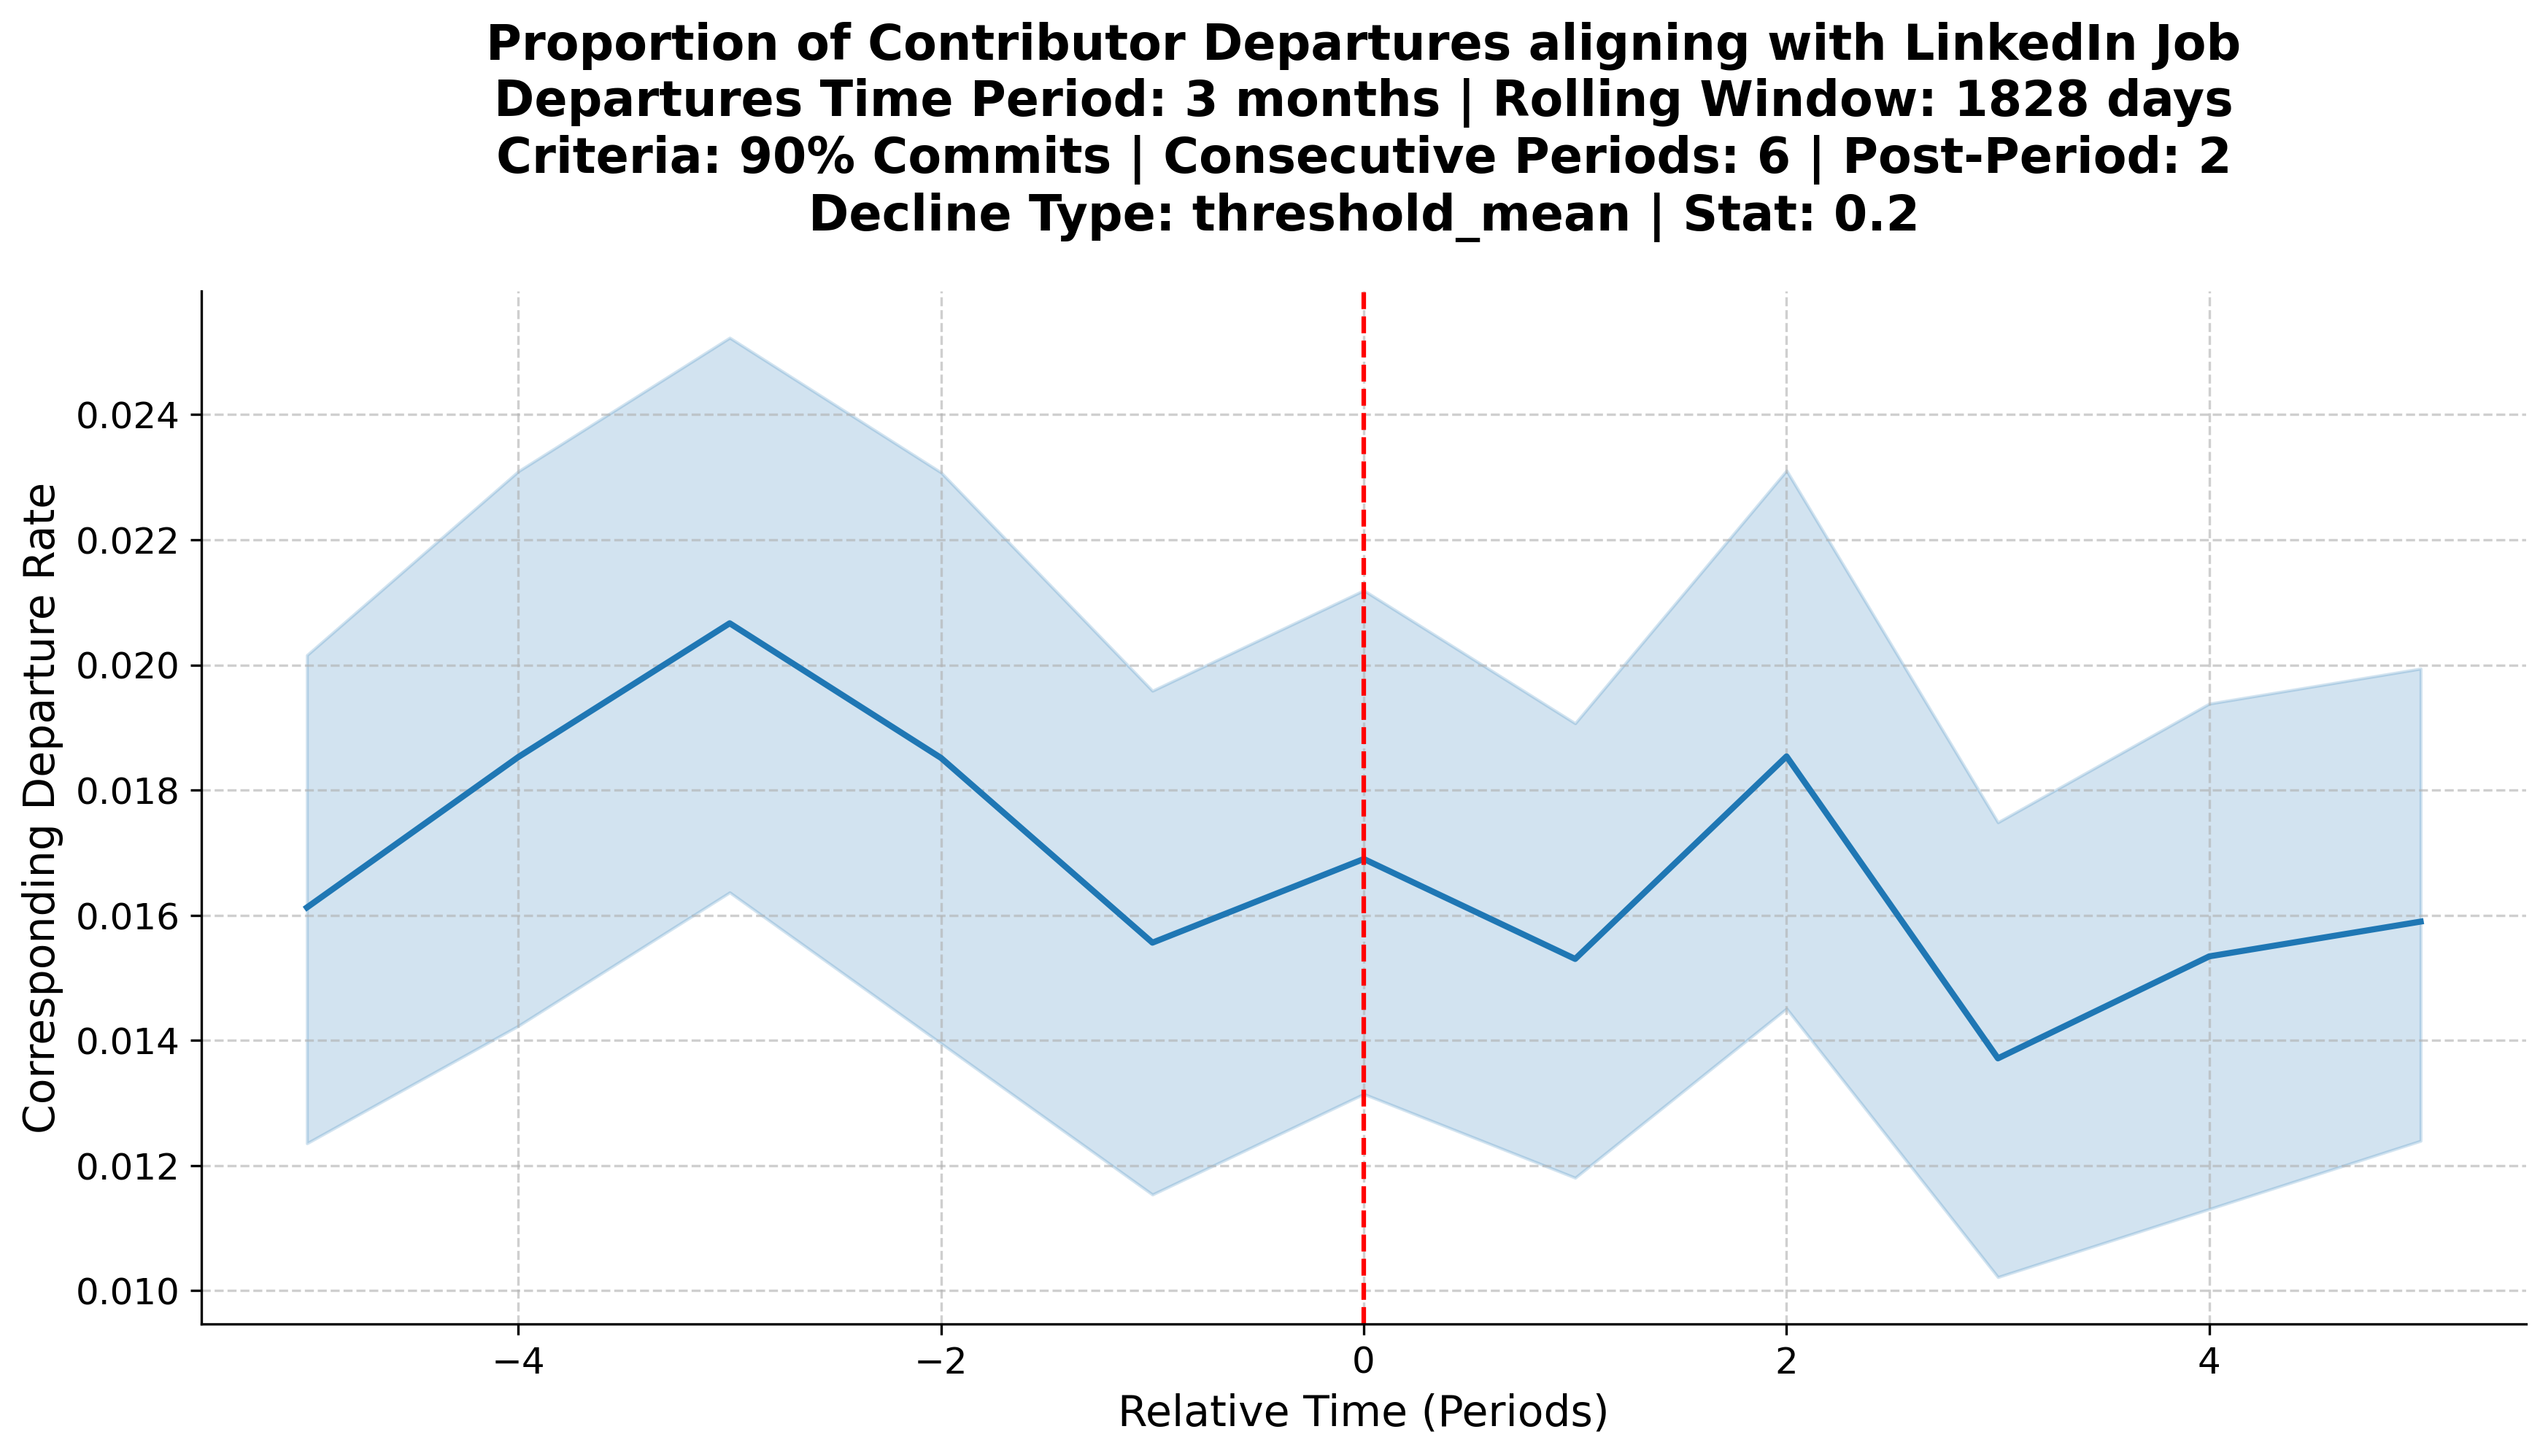 Proportion of Contributor Departures aligning with LinkedIn Job
Departures Time Period: 3 months | Rolling Window: 1828 days
Criteria: 90% Commits | Consecutive Periods: 6 | Post-Period: 2
Decline Type: threshold_mean | Stat: 0.2
Corresponding Departure Rate
0.024
0.022
0.020
0.018
0.016
0.014
0.012
0.010
−4 −2 0 2 4
Relative Time (Periods)